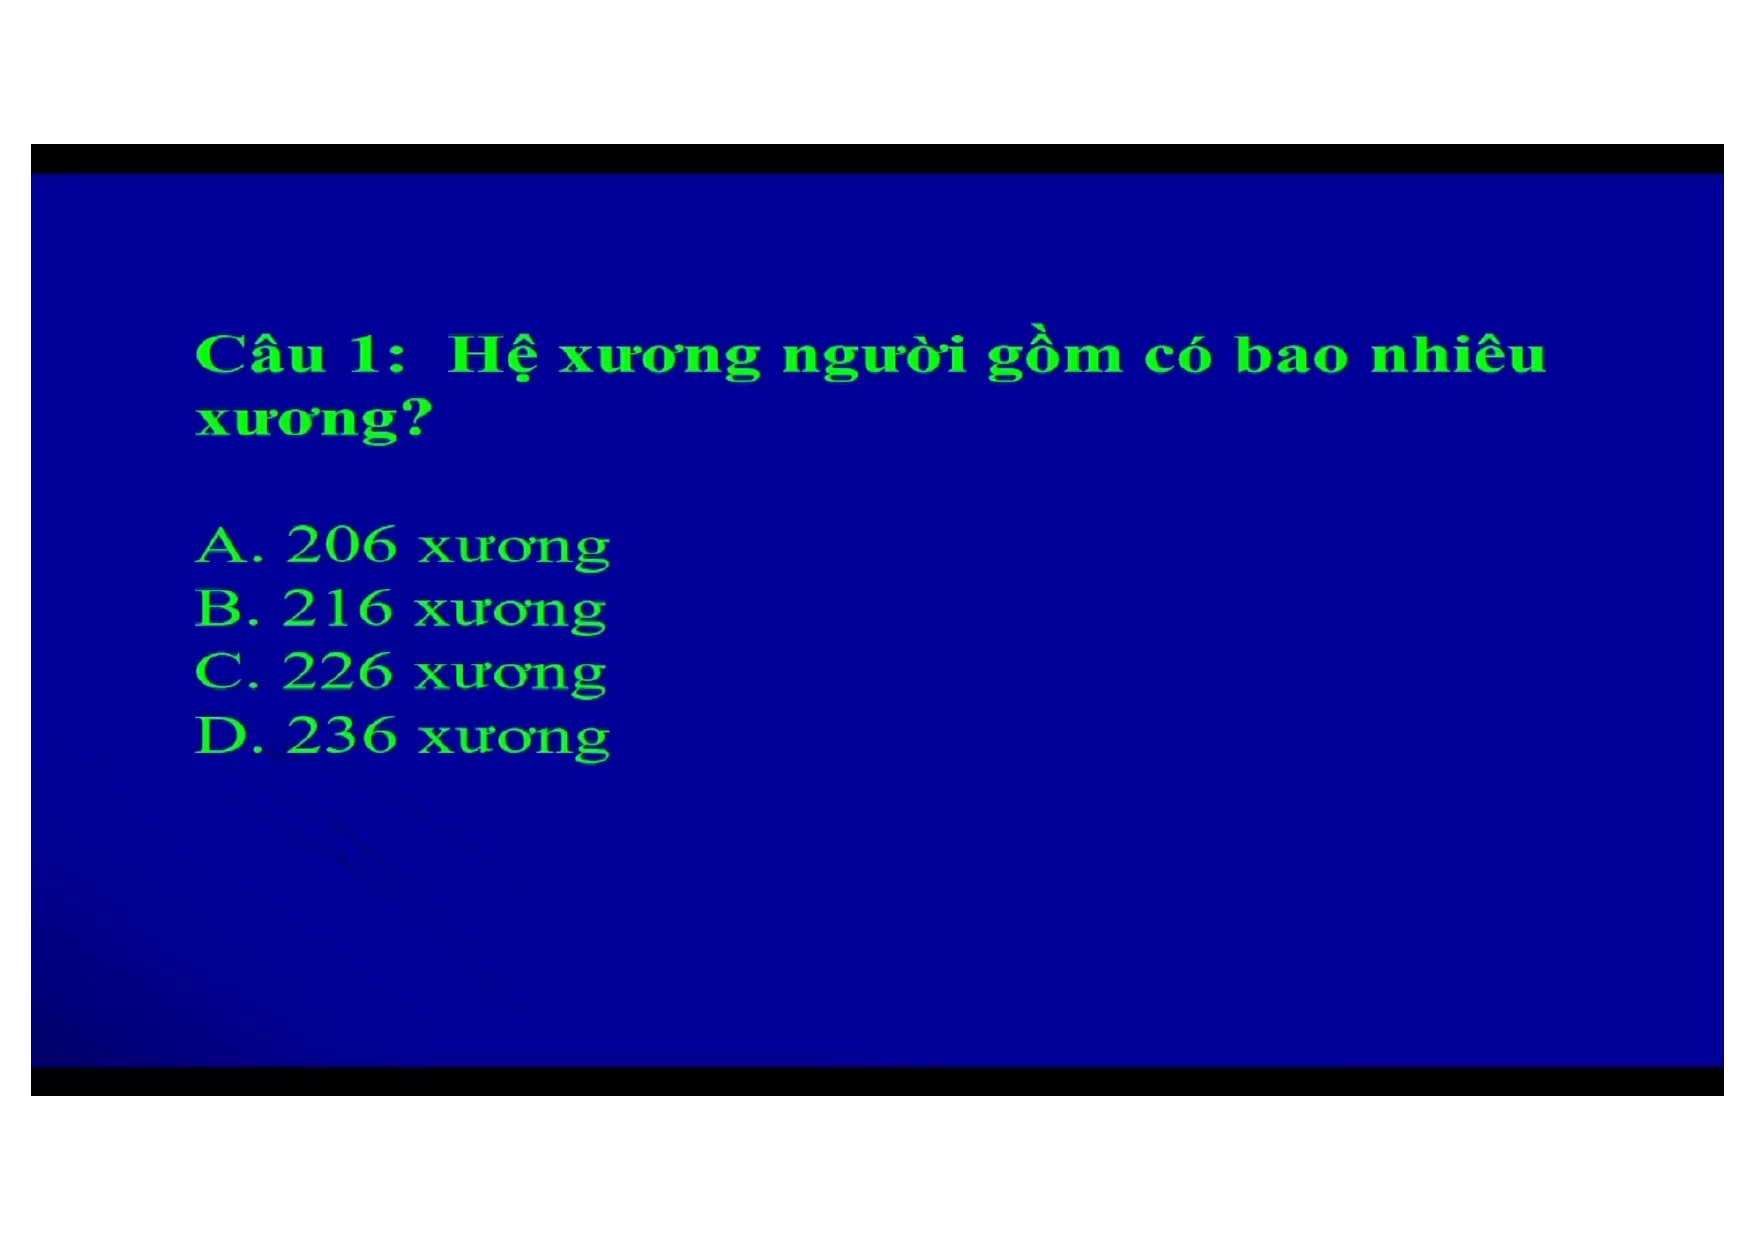 Câu 1: Hệ xương người gồm có bao nhiêu
xương?
A. 206 xương
B. 216 xương
C. 226 xương
D. 236 xương